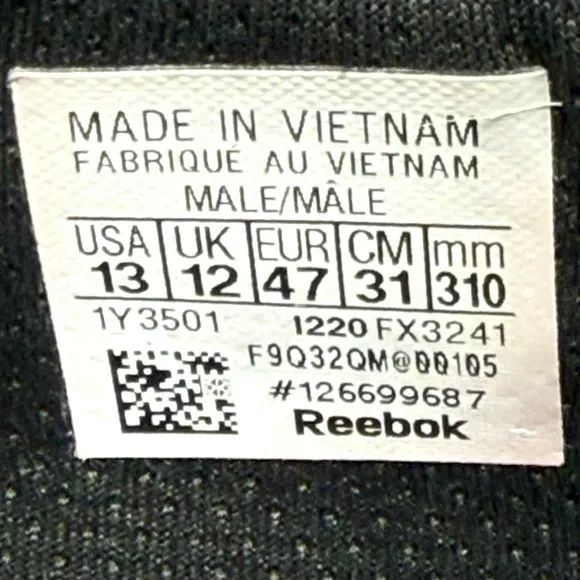 MADE IN VIETNAM
FABRIQUÉ AU VIETNAM
MALE/MÂLE
USA UK EUR CM mm
13 12 47 31 310
1Y3501 1220 FX3241
F9Q32QM@00105
#126699687
Reebok